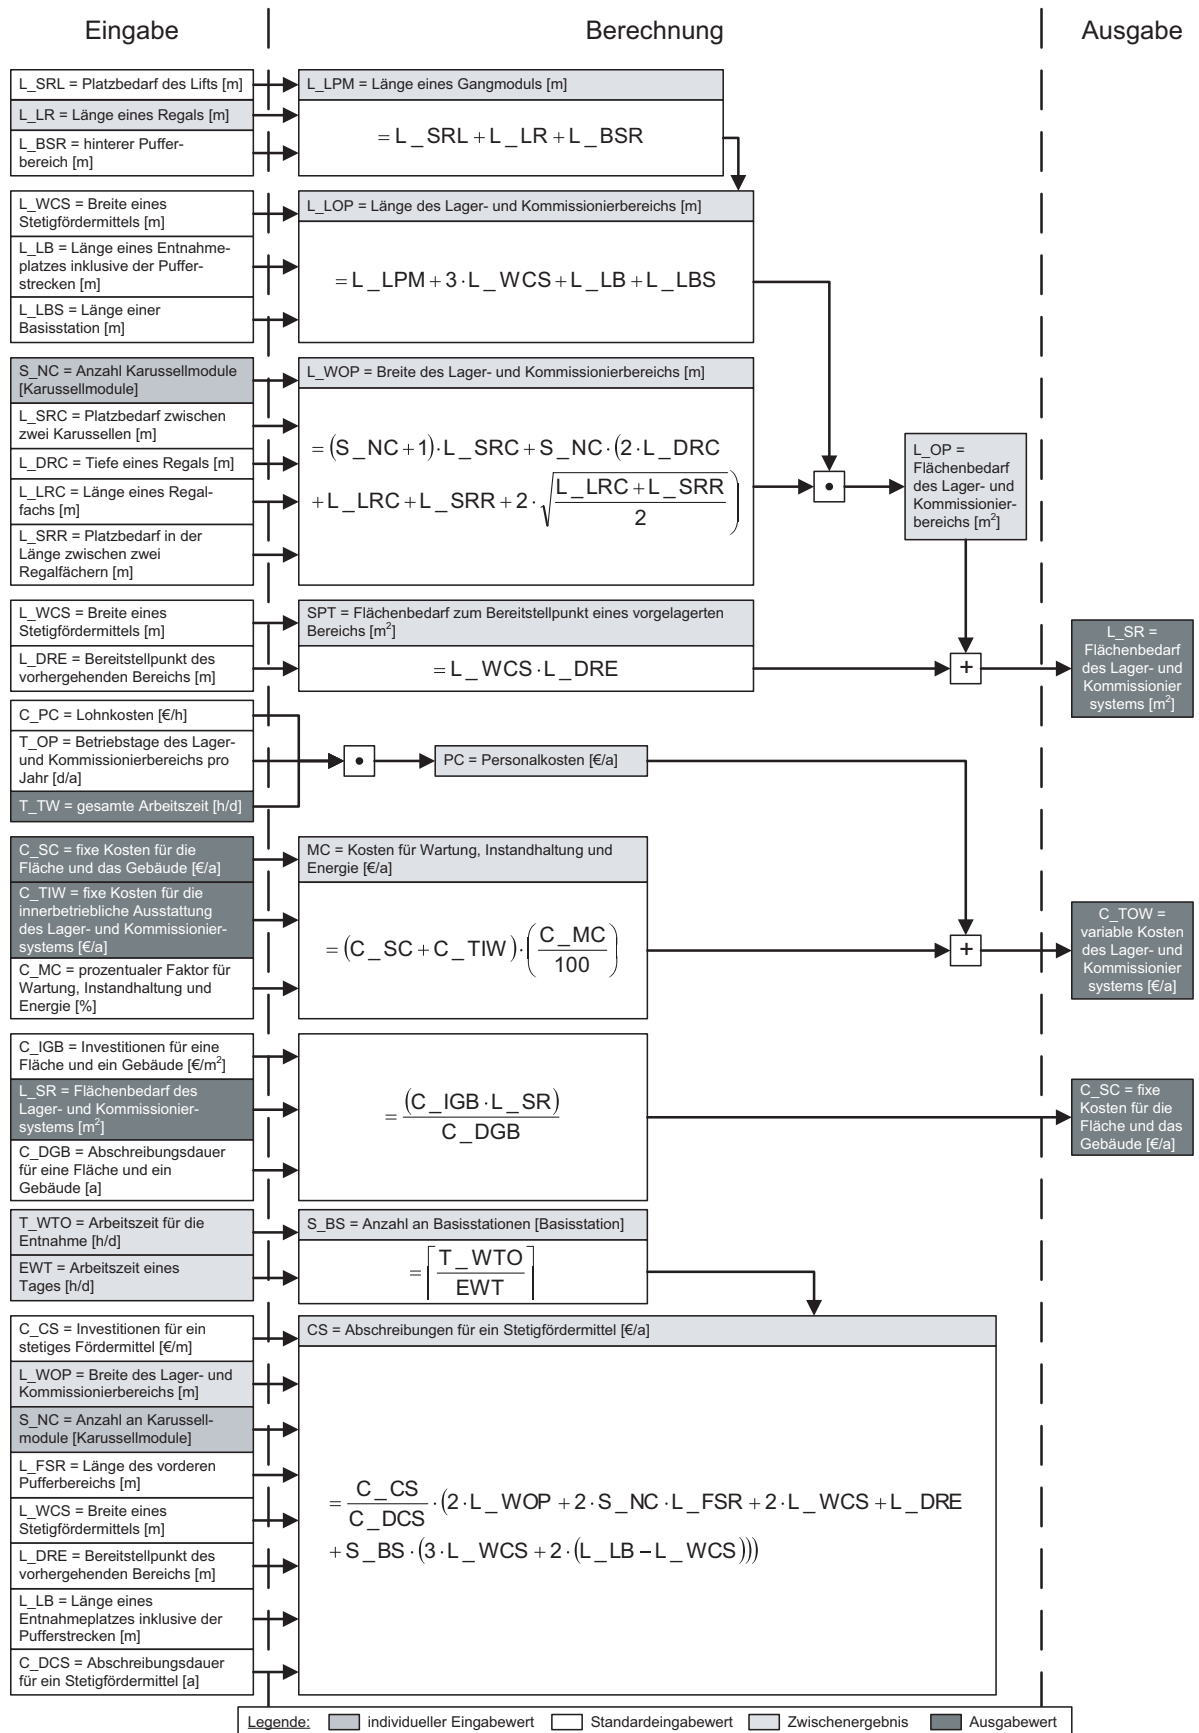 Eingabe
Berechnung
Ausgabe
L_SRL = Platzbedarf des Lifts [m]
L_LR = Länge eines Regals [m]
L_BSR = hinterer Puffer-
bereich [m]
L_LPM = Länge eines Gangmoduls [m]
= L_SRL + L_LR + L_BSR
L_WCS = Breite eines
Stetigfördermittels [m]
L_LB = Länge eines Entnahme-
platzes inklusive der Puffer-
strecken [m]
L_LBS = Länge einer
Basisstation [m]
L_LOP = Länge des Lager- und Kommissionierbereichs [m]
= L_LPM + 3 · L_WCS + L_LB + L_LBS
S_NC = Anzahl Karussellmodule
[Karussellmodule]
L_SRC = Platzbedarf zwischen
zwei Karussellen [m]
L_DRC = Tiefe eines Regals [m]
L_LRC = Länge eines Regal-
fachs [m]
L_SRR = Platzbedarf in der
Länge zwischen zwei
Regalfächern [m]
L_WOP = Breite des Lager- und Kommissionierbereichs [m]
= (S_NC + 1) · L_SRC + S_NC · (2 · L_DRC
+ L_LRC + L_SRR + 2 · √((L_LRC + L_SRR) / 2))
•
L_OP =
Flächenbedarf
des Lager- und
Kommissionier-
bereichs [m²]
L_WCS = Breite eines
Stetigfördermittels [m]
L_DRE = Bereitstellpunkt des
vorhergehenden Bereichs [m]
SPT = Flächenbedarf zum Bereitstellpunkt eines vorgelagerten
Bereichs [m²]
= L_WCS · L_DRE
+
L_SR =
Flächenbedarf
des Lager- und
Kommissionier
systems [m²]
C_PC = Lohnkosten [€/h]
T_OP = Betriebstage des Lager-
und Kommissionierbereichs pro
Jahr [d/a]
T_TW = gesamte Arbeitszeit [h/d]
•
PC = Personalkosten [€/a]
C_SC = fixe Kosten für die
Fläche und das Gebäude [€/a]
C_TIW = fixe Kosten für die
innerbetriebliche Ausstattung
des Lager- und Kommissionier-
systems [€/a]
C_MC = prozentualer Faktor für
Wartung, Instandhaltung und
Energie [%]
MC = Kosten für Wartung, Instandhaltung und
Energie [€/a]
= (C_SC + C_TIW) · (C_MC / 100)
+
C_TOW =
variable Kosten
des Lager- und
Kommissionier
systems [€/a]
C_IGB = Investitionen für eine
Fläche und ein Gebäude [€/m²]
L_SR = Flächenbedarf des
Lager- und Kommissionier-
systems [m²]
C_DGB = Abschreibungsdauer
für eine Fläche und ein
Gebäude [a]
= (C_IGB · L_SR) / C_DGB
C_SC = fixe
Kosten für die
Fläche und das
Gebäude [€/a]
T_WTO = Arbeitszeit für die
Entnahme [h/d]
EWT = Arbeitszeit eines
Tages [h/d]
S_BS = Anzahl an Basisstationen [Basisstation]
= ⌈T_WTO / EWT⌉
C_CS = Investitionen für ein
stetiges Fördermittel [€/m]
L_WOP = Breite des Lager- und
Kommissionierbereichs [m]
S_NC = Anzahl an Karussell-
module [Karussellmodule]
L_FSR = Länge des vorderen
Pufferbereichs [m]
L_WCS = Breite eines
Stetigfördermittels [m]
L_DRE = Bereitstellpunkt des
vorhergehenden Bereichs [m]
L_LB = Länge eines
Entnahmeplatzes inklusive der
Pufferstrecken [m]
C_DCS = Abschreibungsdauer
für ein Stetigfördermittel [a]
CS = Abschreibungen für ein Stetigfördermittel [€/a]
= C_CS / C_DCS · (2 · L_WOP + 2 · S_NC · L_FSR + 2 · L_WCS + L_DRE
+ S_BS · (3 · L_WCS + 2 · (L_LB – L_WCS)))
Legende: individueller Eingabewert Standardeingabewert Zwischenergebnis Ausgabewert